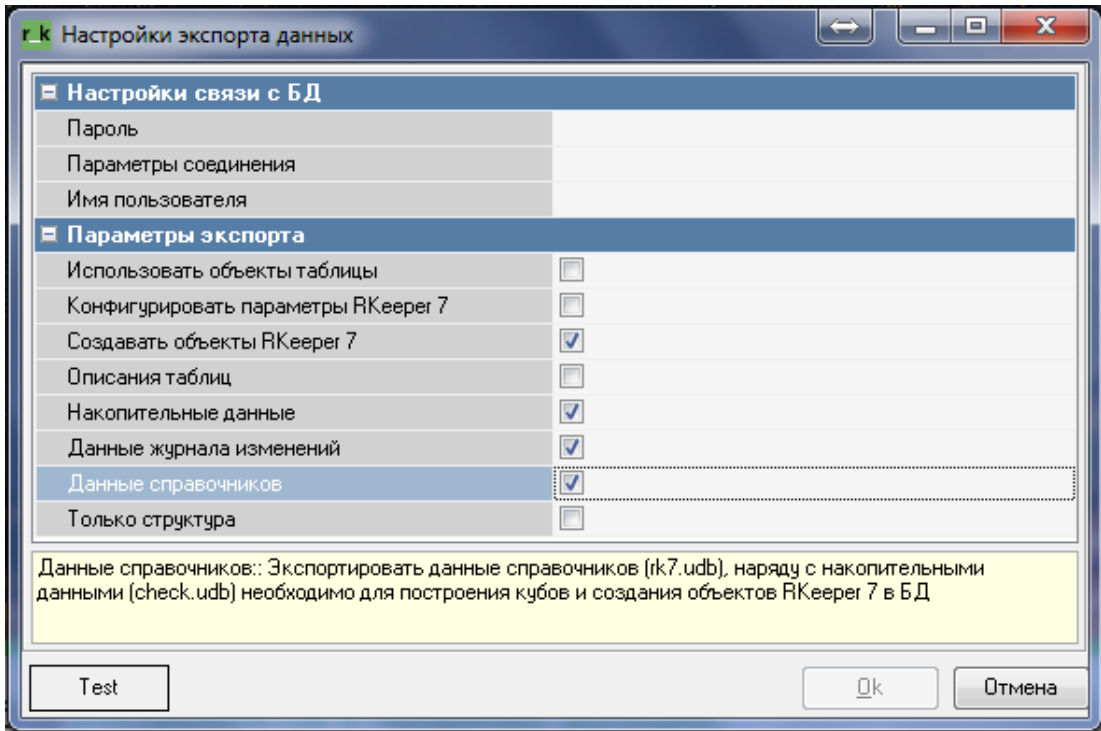 r_k Настройки экспорта данных
Настройки связи с БД
Пароль
Параметры соединения
Имя пользователя
Параметры экспорта
Использовать объекты таблицы
Конфигурировать параметры RKeeper 7
Создавать объекты RKeeper 7
Описания таблиц
Накопительные данные
Данные журнала изменений
Данные справочников
Только структура
Данные справочников:: Экспортировать данные справочников (rk7.udb), наряду с накопительными
данными (check.udb) необходимо для построения кубов и создания объектов RKeeper 7 в БД
Test Ok Отмена